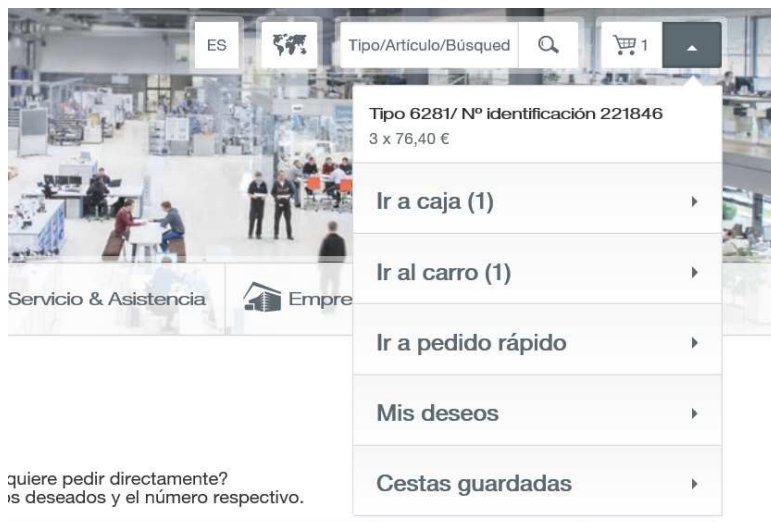 ES
Tipo/Artículo/Búsqued
1
Tipo 6281/ Nº identificación 221846
3 x 76,40 €
Ir a caja (1)
Ir al carro (1)
Servicio & Asistencia
Empre
Ir a pedido rápido
Mis deseos
Cestas guardadas
quiere pedir directamente?
os deseados y el número respectivo.